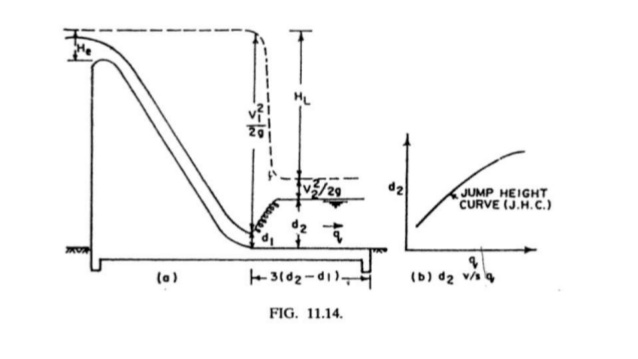 He
V₁²
2g
HL
V₂²/2g
d₁
d₂
q
(a)
3(d₂-d₁)
d₂
JUMP HEIGHT
CURVE (J.H.C.)
q
(b) d₂ v/s q
FIG. 11.14.